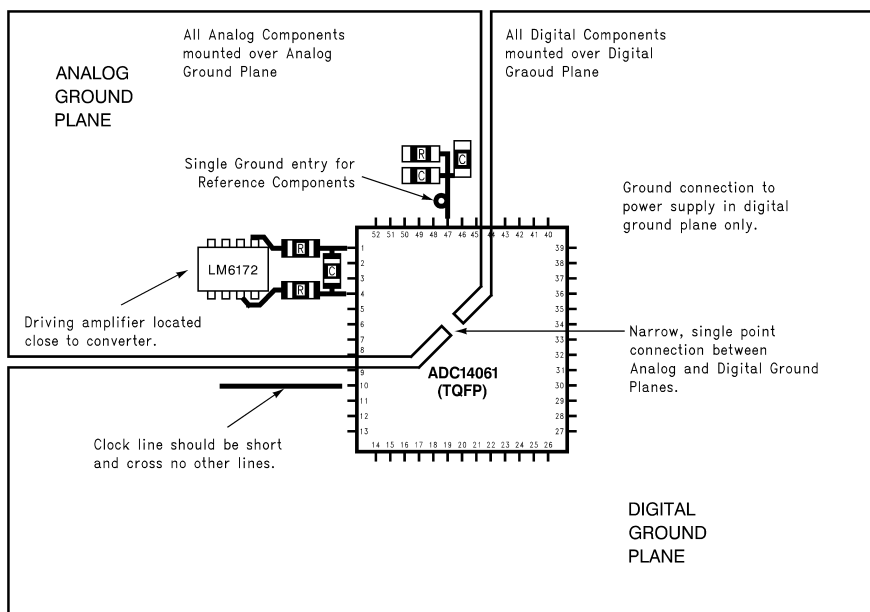 All Analog Components
mounted over Analog
Ground Plane
All Digital Components
mounted over Digital
Graoud Plane
ANALOG
GROUND
PLANE
R
C
C
Single Ground entry for
Reference Components
Ground connection to
power supply in digital
ground plane only.
52 51 50 49 48 47 46 45 44 43 42 41 40
R
C
R
LM6172
1
2
3
4
5
6
7
8
9
10
11
12
13
39
38
37
36
35
34
33
32
31
30
29
28
27
Driving amplifier located
close to converter.
Narrow, single point
connection between
Analog and Digital Ground
Planes.
ADC14061
(TQFP)
Clock line should be short
and cross no other lines.
14 15 16 17 18 19 20 21 22 23 24 25 26
DIGITAL
GROUND
PLANE